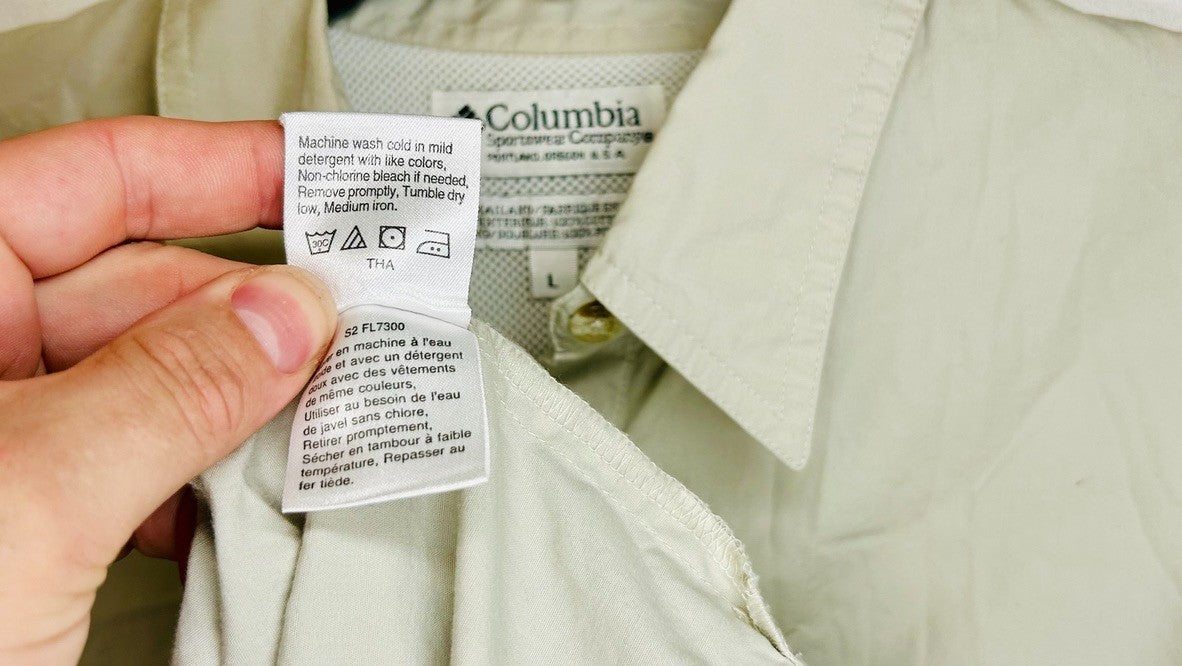 Columbia
Sportswear Company
PORTLAND, OREGON U.S.A.
L
Machine wash cold in mild
detergent with like colors,
Non-chlorine bleach if needed,
Remove promptly, Tumble dry
low, Medium iron.
30C
THA
S2 FL7300
en machine à l'eau
et avec un détergent
doux avec des vêtements
de même couleurs,
Utiliser au besoin de l'eau
de javel sans chlore,
Retirer promptement,
Sécher en tambour à faible
température, Repasser au
fer tiède.